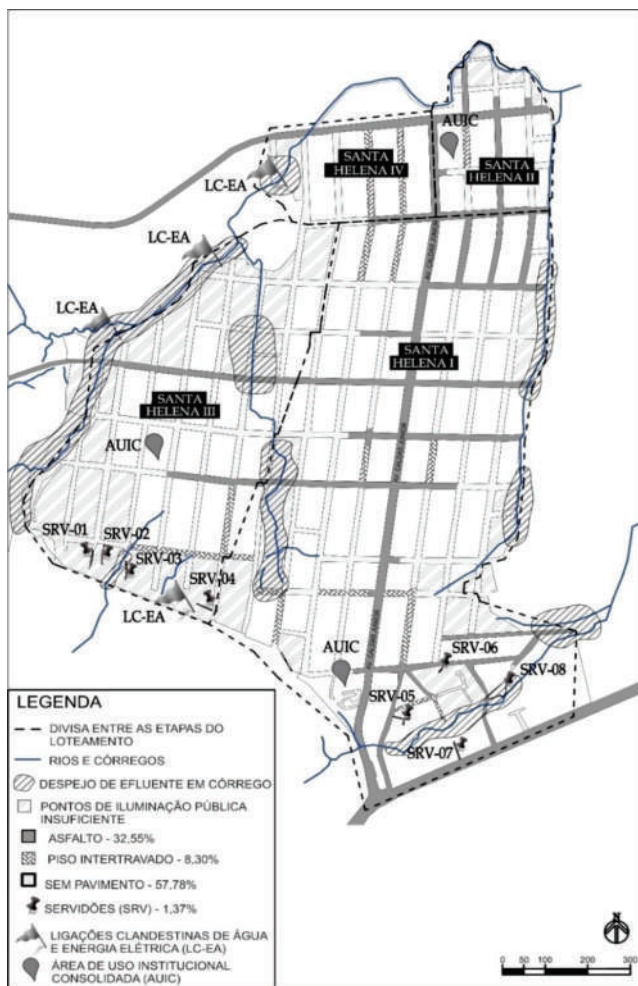 AUIC
SANTA
HELENA IV
SANTA
HELENA II
LC-EA
LC-EA
LC-EA
SANTA
HELENA I
SANTA
HELENA III
AUIC
SRV-01
SRV-02
SRV-03
SRV-04
LC-EA
AUIC
SRV-06
SRV-08
SRV-05
SRV-07
LEGENDA
DIVISA ENTRE AS ETAPAS DO
LOTEAMENTO
RIOS E CÓRREGOS
DESPEJO DE EFLUENTE EM CÓRREGO
PONTOS DE ILUMINAÇÃO PÚBLICA
INSUFICIENTE
ASFALTO - 32,55%
PISO INTERTRAVADO - 8,30%
SEM PAVIMENTO - 57,78%
SERVIDÕES (SRV) - 1,37%
LIGAÇÕES CLANDESTINAS DE ÁGUA
E ENERGIA ELÉTRICA (LC-EA)
ÁREA DE USO INSTITUCIONAL
CONSOLIDADA (AUIC)
N
0 50 100 200 300